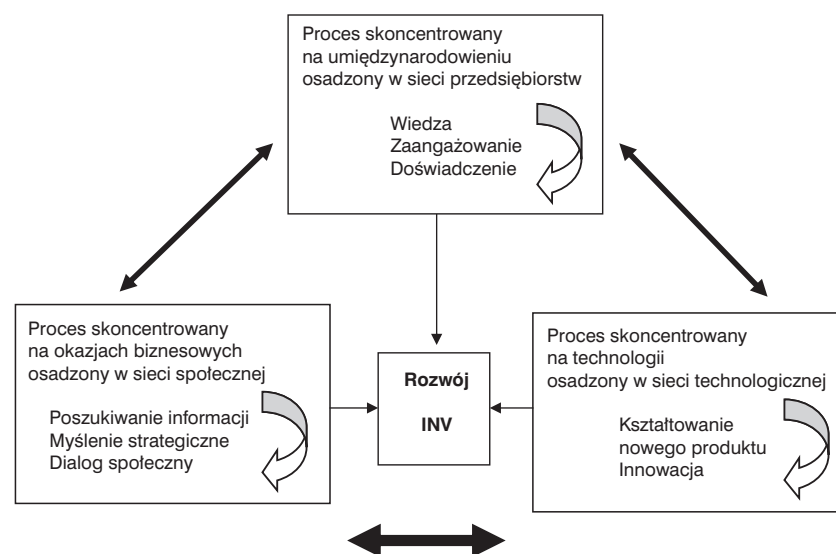 Proces skoncentrowany
na umiędzynarodowieniu
osadzony w sieci przedsiębiorstw
Wiedza
Zaangażowanie
Doświadczenie
Proces skoncentrowany
na okazjach biznesowych
osadzony w sieci społecznej
Poszukiwanie informacji
Myślenie strategiczne
Dialog społeczny
Rozwój
INV
Proces skoncentrowany
na technologii
osadzony w sieci technologicznej
Kształtowanie
nowego produktu
Innowacja